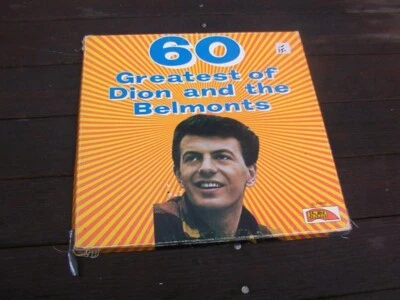 60
Greatest of
Dion and the
Belmonts